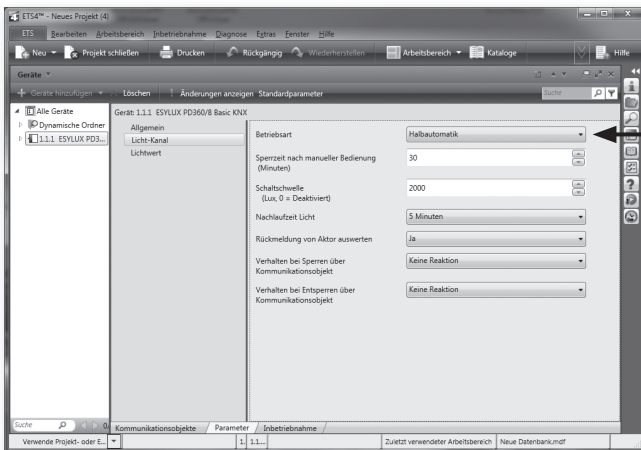 ETS4™ - Neues Projekt (4)
ETS Bearbeiten Arbeitsbereich Inbetriebnahme Diagnose Extras Fenster Hilfe
Neu Projekt schließen Drucken Rückgängig Wiederherstellen Arbeitsbereich Kataloge Hilfe
Geräte
Geräte hinzufügen Löschen Änderungen anzeigen Standardparameter Suche
Alle Geräte
Dynamische Ordner
1.1.1 ESYLUX PD3...
Gerät: 1.1.1 ESYLUX PD360/8 Basic KNX
Allgemein
Licht-Kanal
Lichtwert
Betriebsart Halbautomatik
Sperrzeit nach manueller Bedienung 30
(Minuten)
Schaltschwelle 2000
(Lux, 0 = Deaktiviert)
Nachlaufzeit Licht 5 Minuten
Rückmeldung von Aktor auswerten Ja
Verhalten bei Sperren über Keine Reaktion
Kommunikationsobjekt
Verhalten bei Entsperren über Keine Reaktion
Kommunikationsobjekt
Suche
Kommunikationsobjekte Parameter Inbetriebnahme
Verwende Projekt- oder E... 1. 1.1.... Zuletzt verwendeter Arbeitsbereich Neue Datenbank.mdf